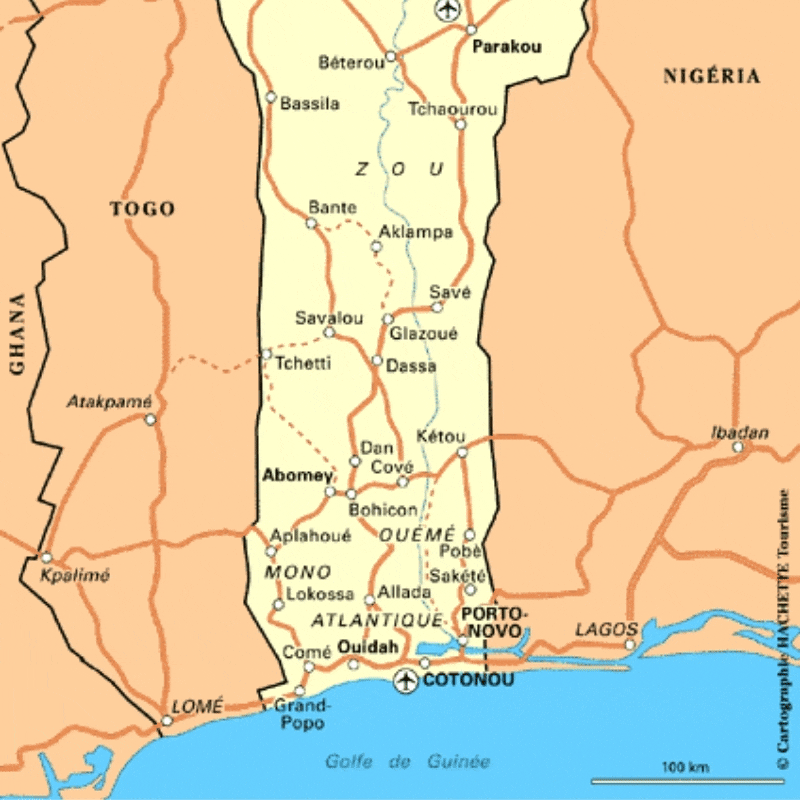 Parakou
Béterou
NIGÉRIA
Bassila
Tchaourou
Z O U
TOGO
Bante
Aklampa
GHANA
Savé
Savalou
Glazoué
Tchetti
Dassa
Atakpamé
Kétou
Ibadan
Dan
Abomey
Cové
Bohicon
Aplahoué
OUÉMÉ
Pobè
Kpalimé
MONO
Sakété
Lokossa
Allada
ATLANTIQUE
PORTO-
NOVO
LAGOS
Comé
Ouidah
COTONOU
LOMÉ
Grand-
Popo
Golfe de Guinée
100 km
© Cartographie HACHETTE Tourisme